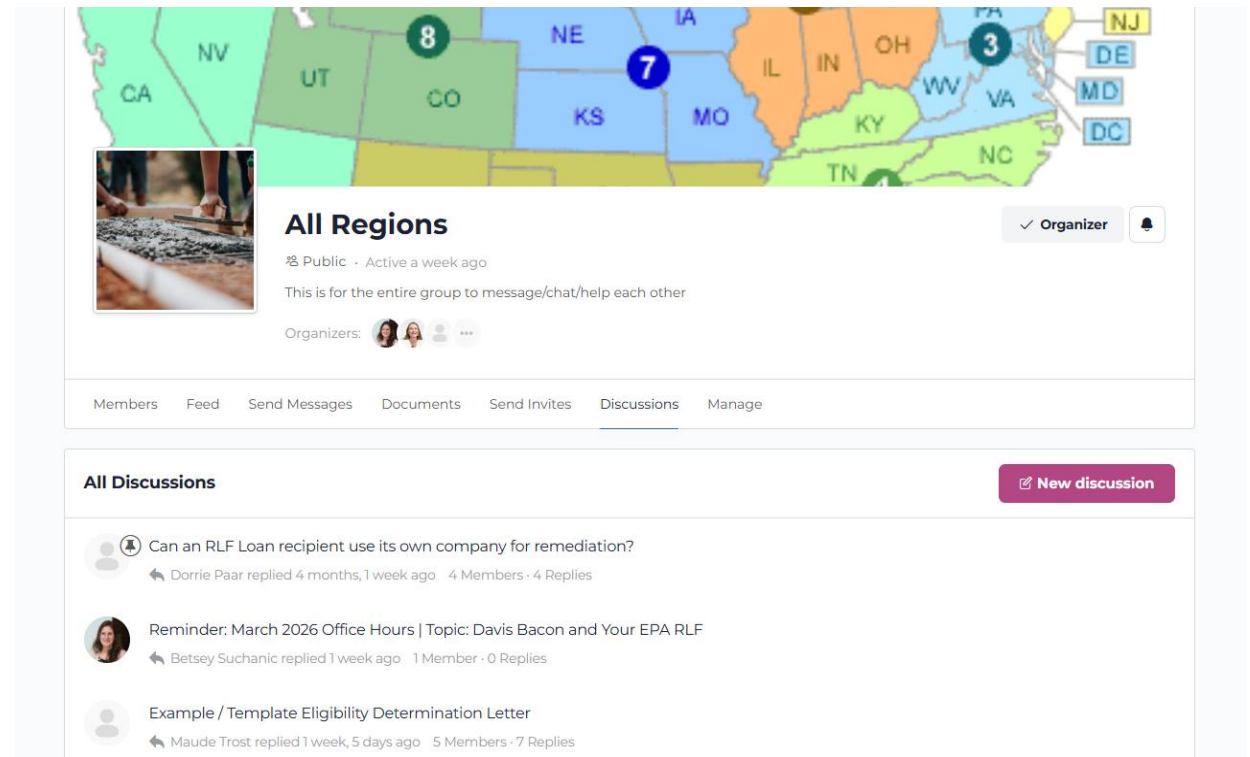 IA
PA
NJ
8
NE
3
NV
OH
DE
7
IL
IN
UT
WV
MD
CA
CO
VA
KS
MO
KY
DC
NC
TN
All Regions
Organizer
Public · Active a week ago
This is for the entire group to message/chat/help each other
Organizers:
Members Feed Send Messages Documents Send Invites Discussions Manage
All Discussions
New discussion
Can an RLF Loan recipient use its own company for remediation?
Dorrie Paar replied 4 months, 1 week ago 4 Members · 4 Replies
Reminder: March 2026 Office Hours | Topic: Davis Bacon and Your EPA RLF
Betsey Suchanic replied 1 week ago 1 Member · 0 Replies
Example / Template Eligibility Determination Letter
Maude Trost replied 1 week, 5 days ago 5 Members · 7 Replies